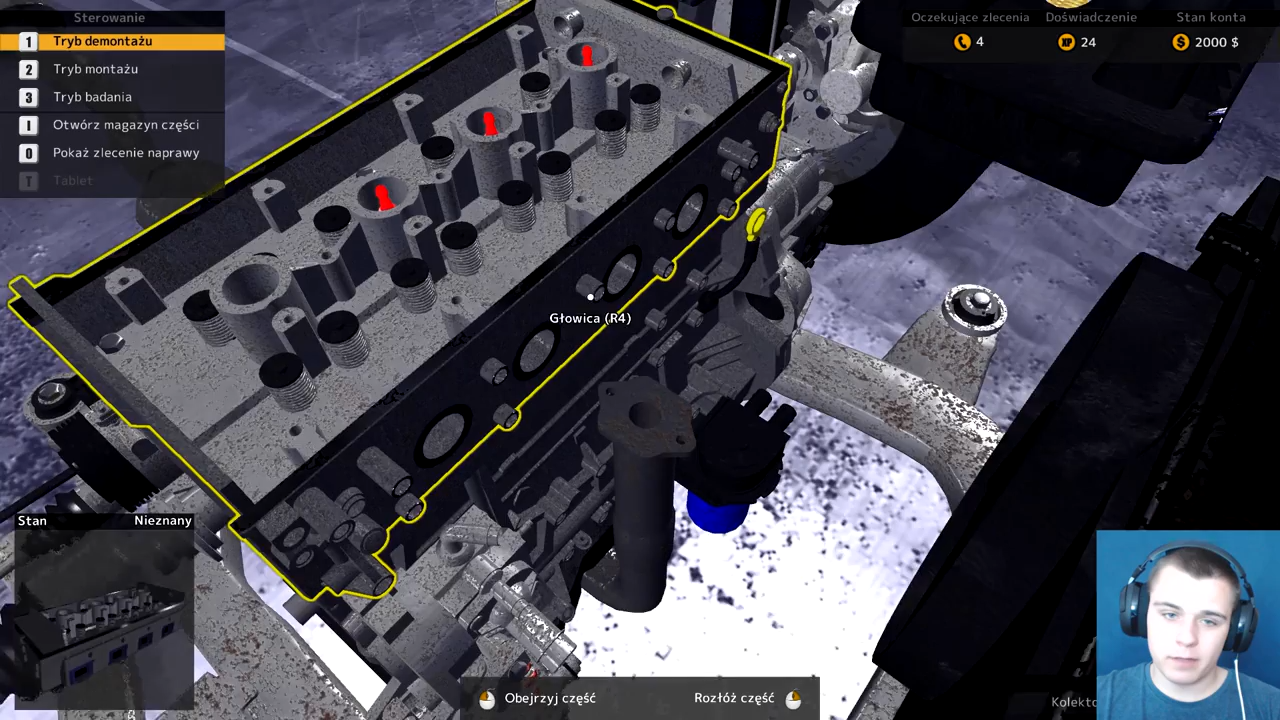 Sterowanie
1 Tryb demontażu
2 Tryb montażu
3 Tryb badania
I Otwórz magazyn części
O Pokaż zlecenie naprawy
T Tablet
Oczekujące zlecenia Doświadczenie Stan konta
4 XP 24 $ 2000 $
Głowica (R4)
Stan Nieznany
Obejrzyj część Rozłóż część